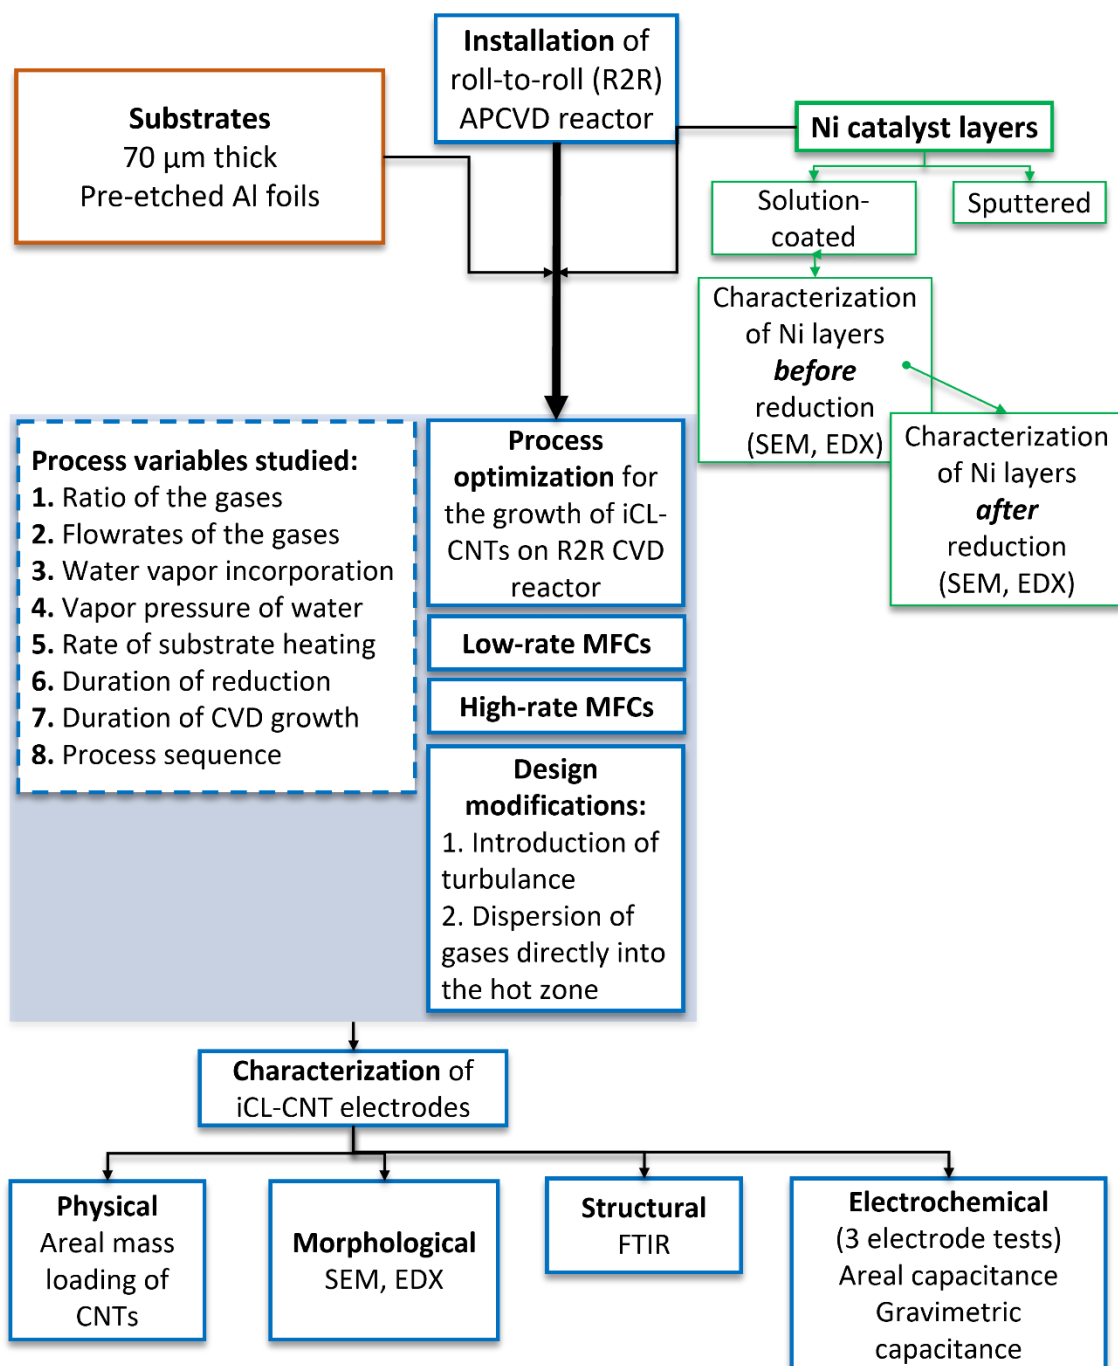 Installation of
roll-to-roll (R2R)
APCVD reactor
Substrates
70 µm thick
Pre-etched Al foils
Ni catalyst layers
Solution-
coated
Sputtered
Characterization
of Ni layers
before
reduction
(SEM, EDX)
Characterization
of Ni layers
after
reduction
(SEM, EDX)
Process variables studied:
1. Ratio of the gases
2. Flowrates of the gases
3. Water vapor incorporation
4. Vapor pressure of water
5. Rate of substrate heating
6. Duration of reduction
7. Duration of CVD growth
8. Process sequence
Process
optimization for
the growth of iCL-
CNTs on R2R CVD
reactor
Low-rate MFCs
High-rate MFCs
Design
modifications:
1. Introduction of
turbulance
2. Dispersion of
gases directly into
the hot zone
Characterization of
iCL-CNT electrodes
Physical
Areal mass
loading of
CNTs
Morphological
SEM, EDX
Structural
FTIR
Electrochemical
(3 electrode tests)
Areal capacitance
Gravimetric
capacitance